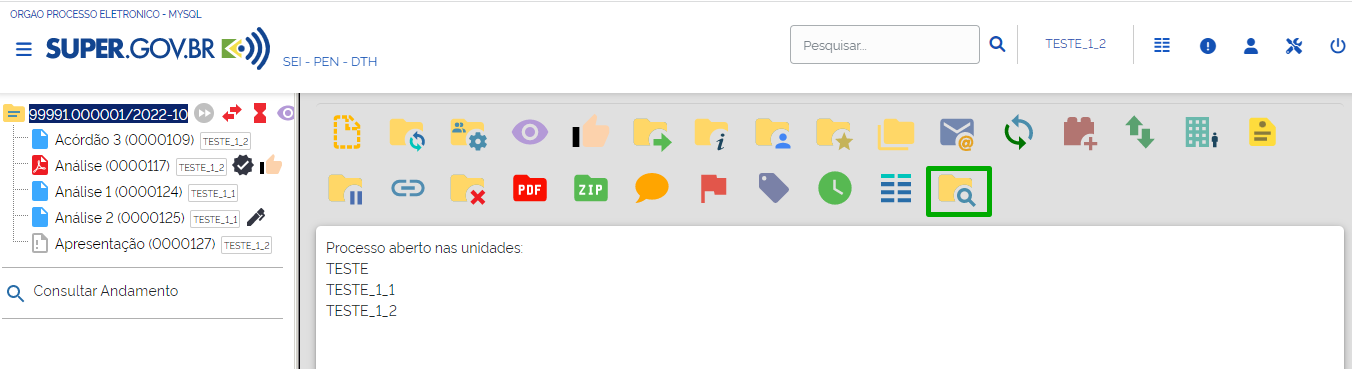 ORGAO PROCESSO ELETRONICO - MYSQL
SUPER.GOV.BR
SEI - PEN - DTH
Pesquisar...
TESTE_1_2
99991.000001/2022-10
Acórdão 3 (0000109) TESTE_1_2
Análise (0000117) TESTE_1_2
Análise 1 (0000124) TESTE_1_1
Análise 2 (0000125) TESTE_1_1
Apresentação (0000127) TESTE_1_2
Consultar Andamento
PDF
ZIP
Processo aberto nas unidades:
TESTE
TESTE_1_1
TESTE_1_2